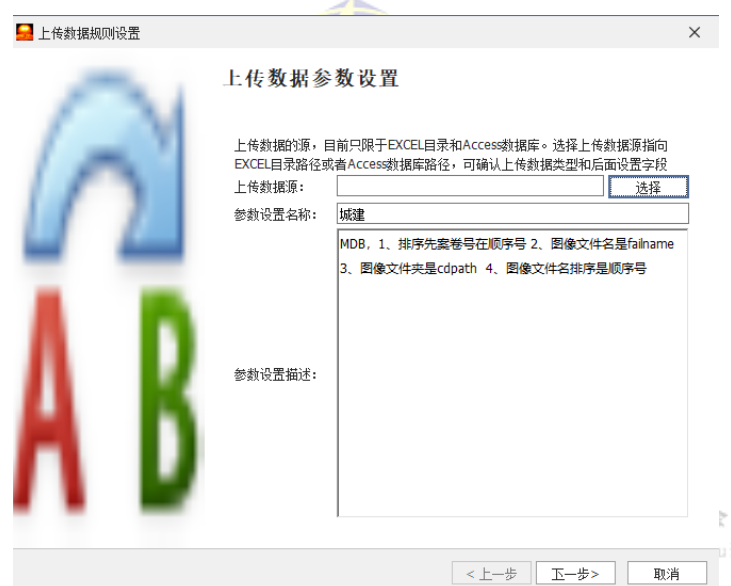 上传数据规则设置
上传数据参数设置
上传数据的源，目前只限于EXCEL目录和Access数据库。选择上传数据源指向
EXCEL目录路径或者Access数据库路径，可确认上传数据类型和后面设置字段
上传数据源：
选择
参数设置名称：
城建
MDB，1、排序先案卷号在顺序号 2、图像文件名是failname
3、图像文件夹是cdpath 4、图像文件名排序是顺序号
参数设置描述：
A B
<上一步
下一步>
取消